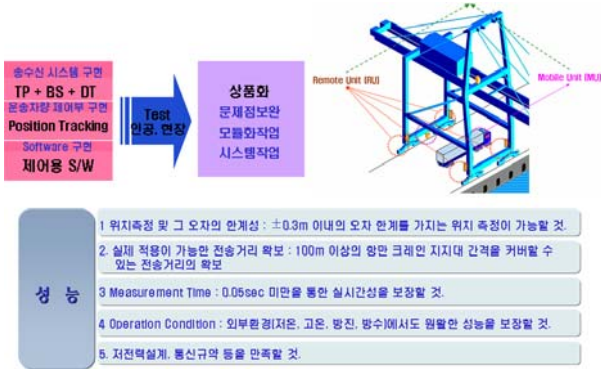 송수신 시스템 구현
TP + BS + DT
운송차량 제어부 구현
Position Tracking
Software 구현
제어용 S/W
Test
인공, 현장
상품화
문제점보완
모듈화작업
시스템작업
Remote Unit (RU)
Mobile Unit (MU)
성 능
1 위치측정 및 그 오차의 한계성 : ±0.3m 이내의 오차 한계를 가지는 위치 측정이 가능할 것.
2. 실제 적용이 가능한 전송거리 확보 : 100m 이상의 항만 크레인 지지대 간격을 커버할 수
있는 전송거리의 확보
3 Measurement Time : 0.05sec 미만을 통한 실시간성을 보장할 것.
4 Operation Condition : 외부환경(저온, 고온, 방진, 방수)에서도 원활한 성능을 보장할 것.
5. 저전력설계, 통신규약 등을 만족할 것.